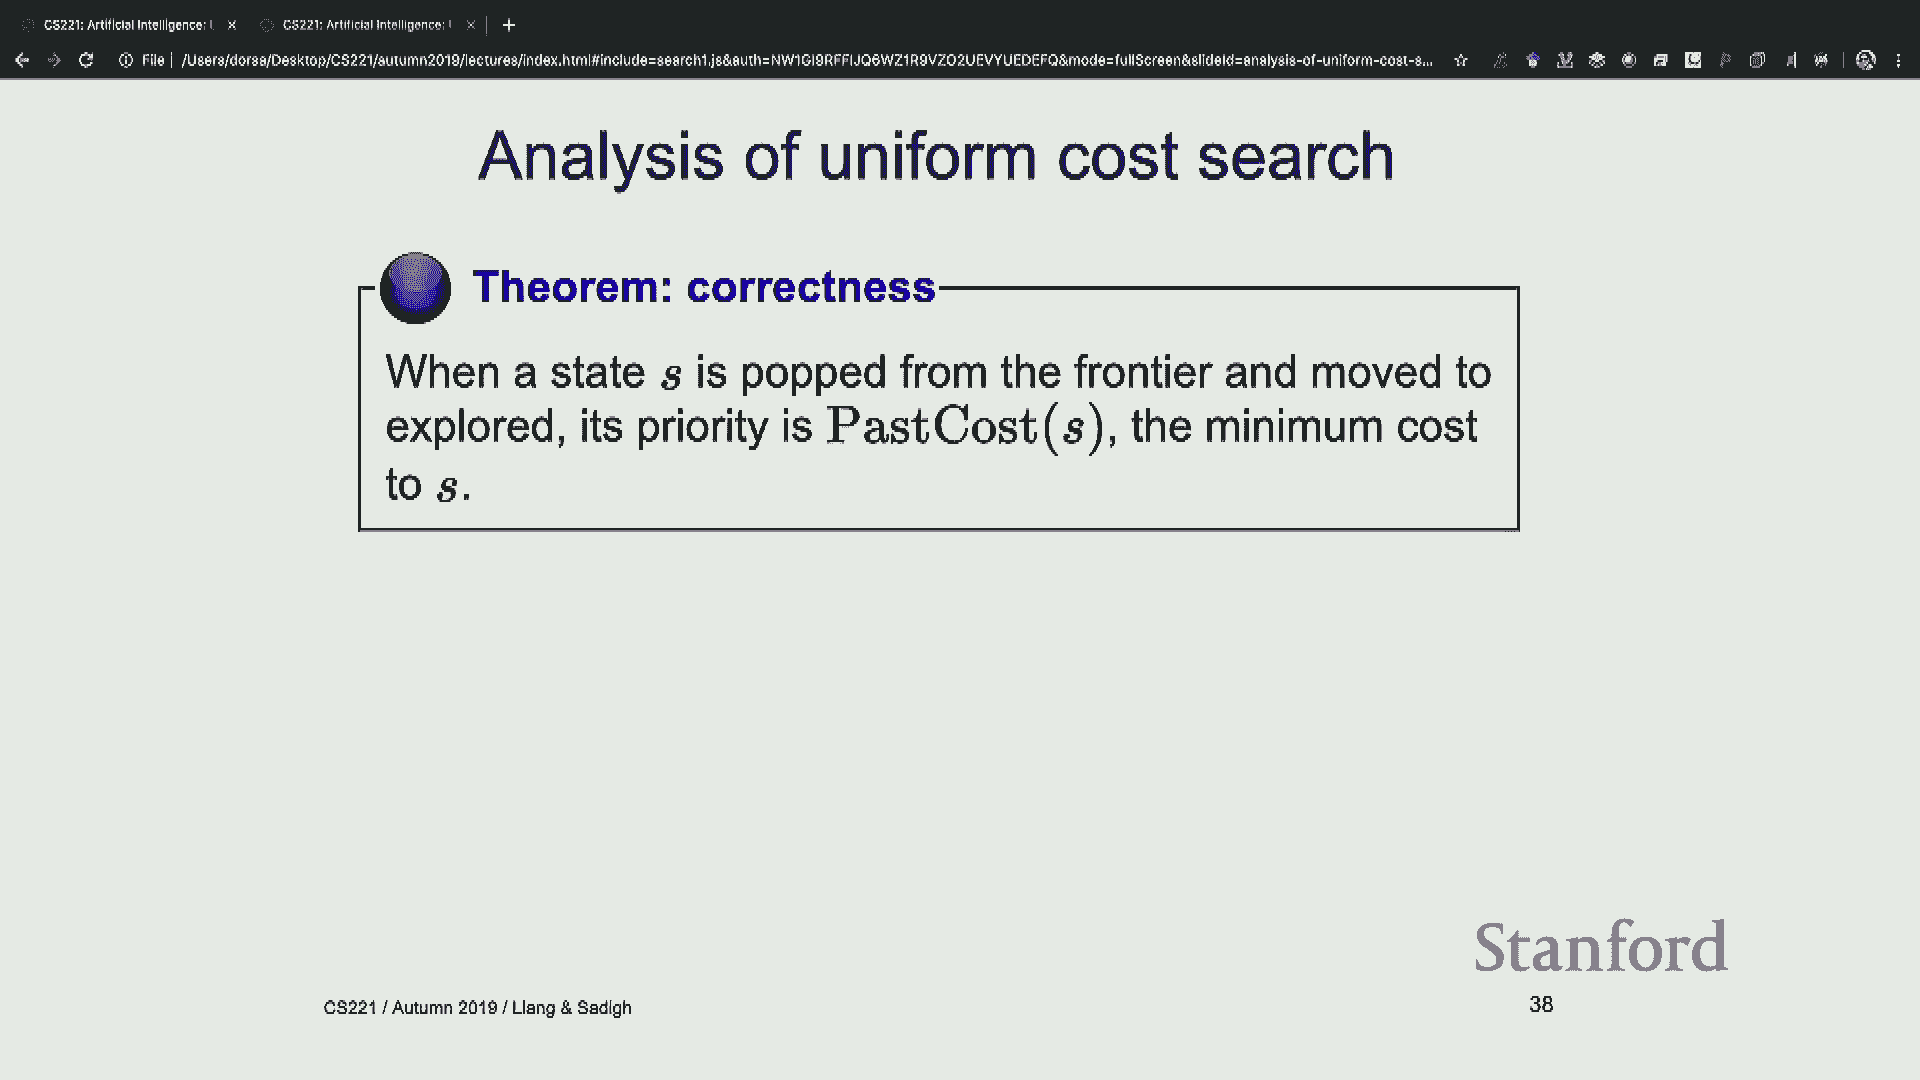 CS221: Artificial Intelligence:
CS221: Artificial Intelligence:
File
/Users/dorsa/Desktop/CS221/autumn2019/lectures/index.html#include=search1.js&auth=NW1GI9RFFIJQ6WZ1R9VZO2UEVYUEDEFQ&mode=fullScreen&slideId=analysis-of-uniform-cost-s...
Analysis of uniform cost search
Theorem: correctness
When a state s is popped from the frontier and moved to
explored, its priority is PastCost(s), the minimum cost
to s.
Stanford
CS221 / Autumn 2019 / Liang & Sadigh
38